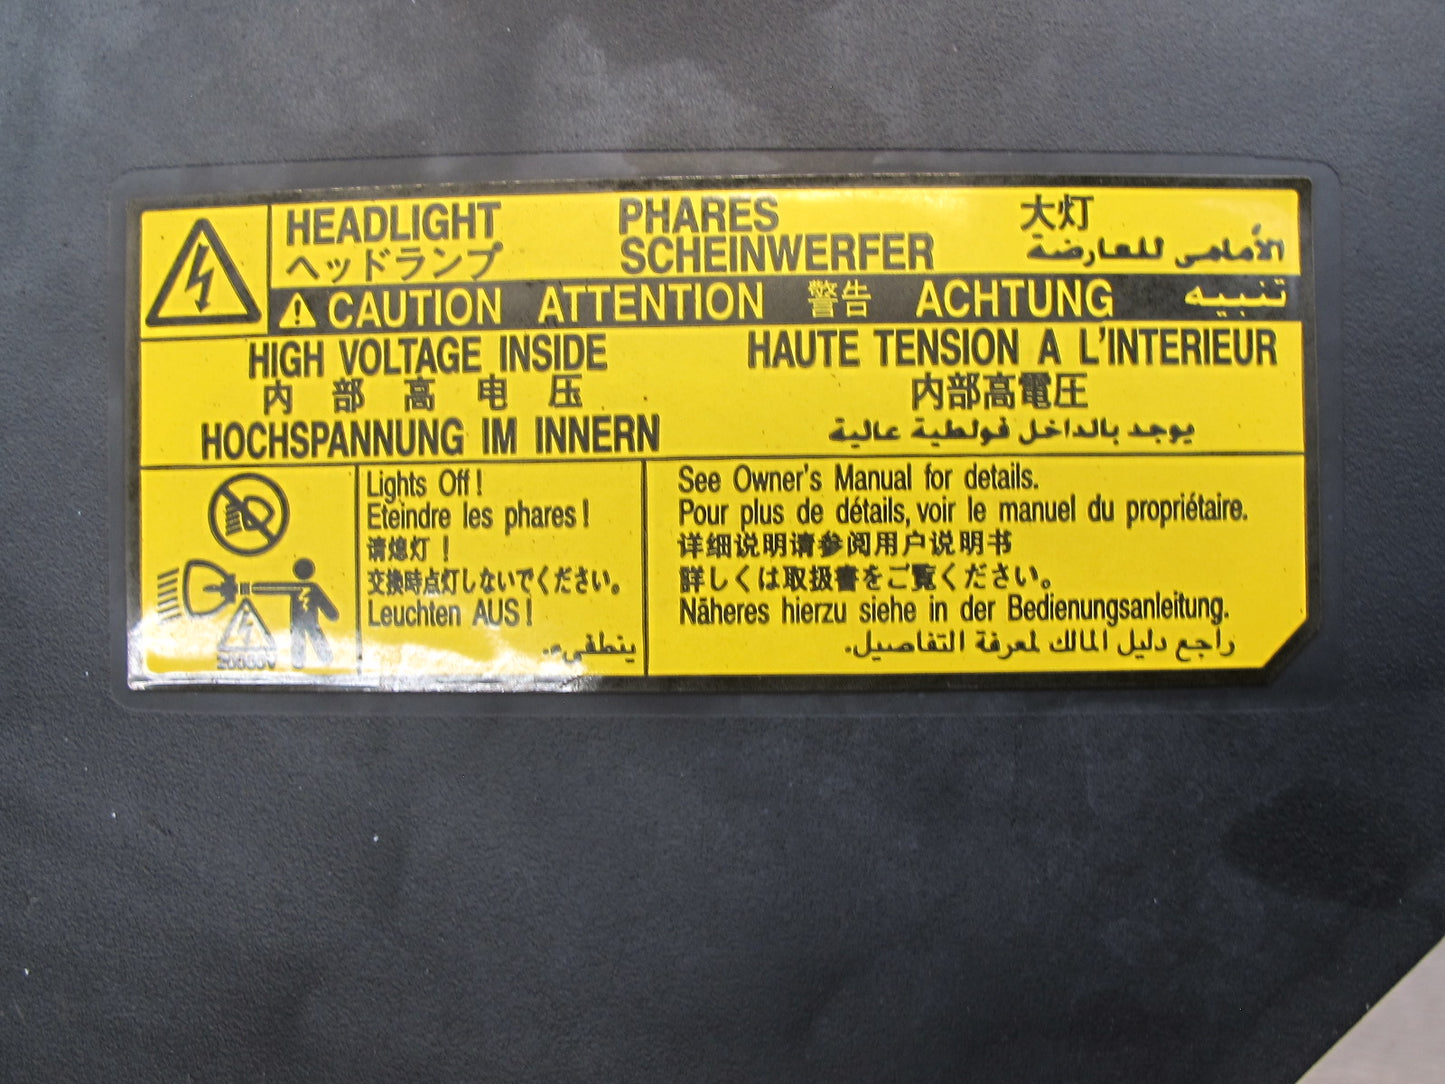 HEADLIGHT PHARES 大灯
ヘッドランプ SCHEINWERFER الأمامى للعارضة
CAUTION ATTENTION 警告 ACHTUNG تنبيه
HIGH VOLTAGE INSIDE
内部高电压
HOCHSPANNUNG IM INNERN
HAUTE TENSION A L'INTERIEUR
内部高電圧
يوجد بالداخل فولطية عالية
Lights Off!
Eteindre les phares!
请熄灯!
交換時点灯しないでください。
Leuchten AUS!
ينطفيء.
See Owner's Manual for details.
Pour plus de détails, voir le manuel du propriétaire.
详细说明请参阅用户说明书
詳しくは取扱書をご覧ください。
Näheres hierzu siehe in der Bedienungsanleitung.
راجع دليل المالك لمعرفة التفاصيل.